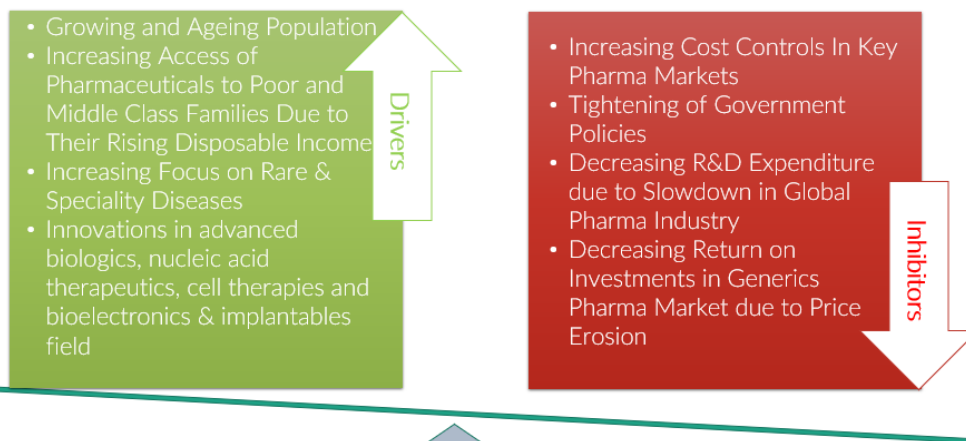 • Growing and Ageing Population
• Increasing Access of
Pharmaceuticals to Poor and
Middle Class Families Due to
Their Rising Disposable Income
• Increasing Focus on Rare &
Speciality Diseases
• Innovations in advanced
biologics, nucleic acid
therapeutics, cell therapies and
bioelectronics & implantables
field
Drivers
• Increasing Cost Controls In Key
Pharma Markets
• Tightening of Government
Policies
• Decreasing R&D Expenditure
due to Slowdown in Global
Pharma Industry
• Decreasing Return on
Investments in Generics
Pharma Market due to Price
Erosion
Inhibitors